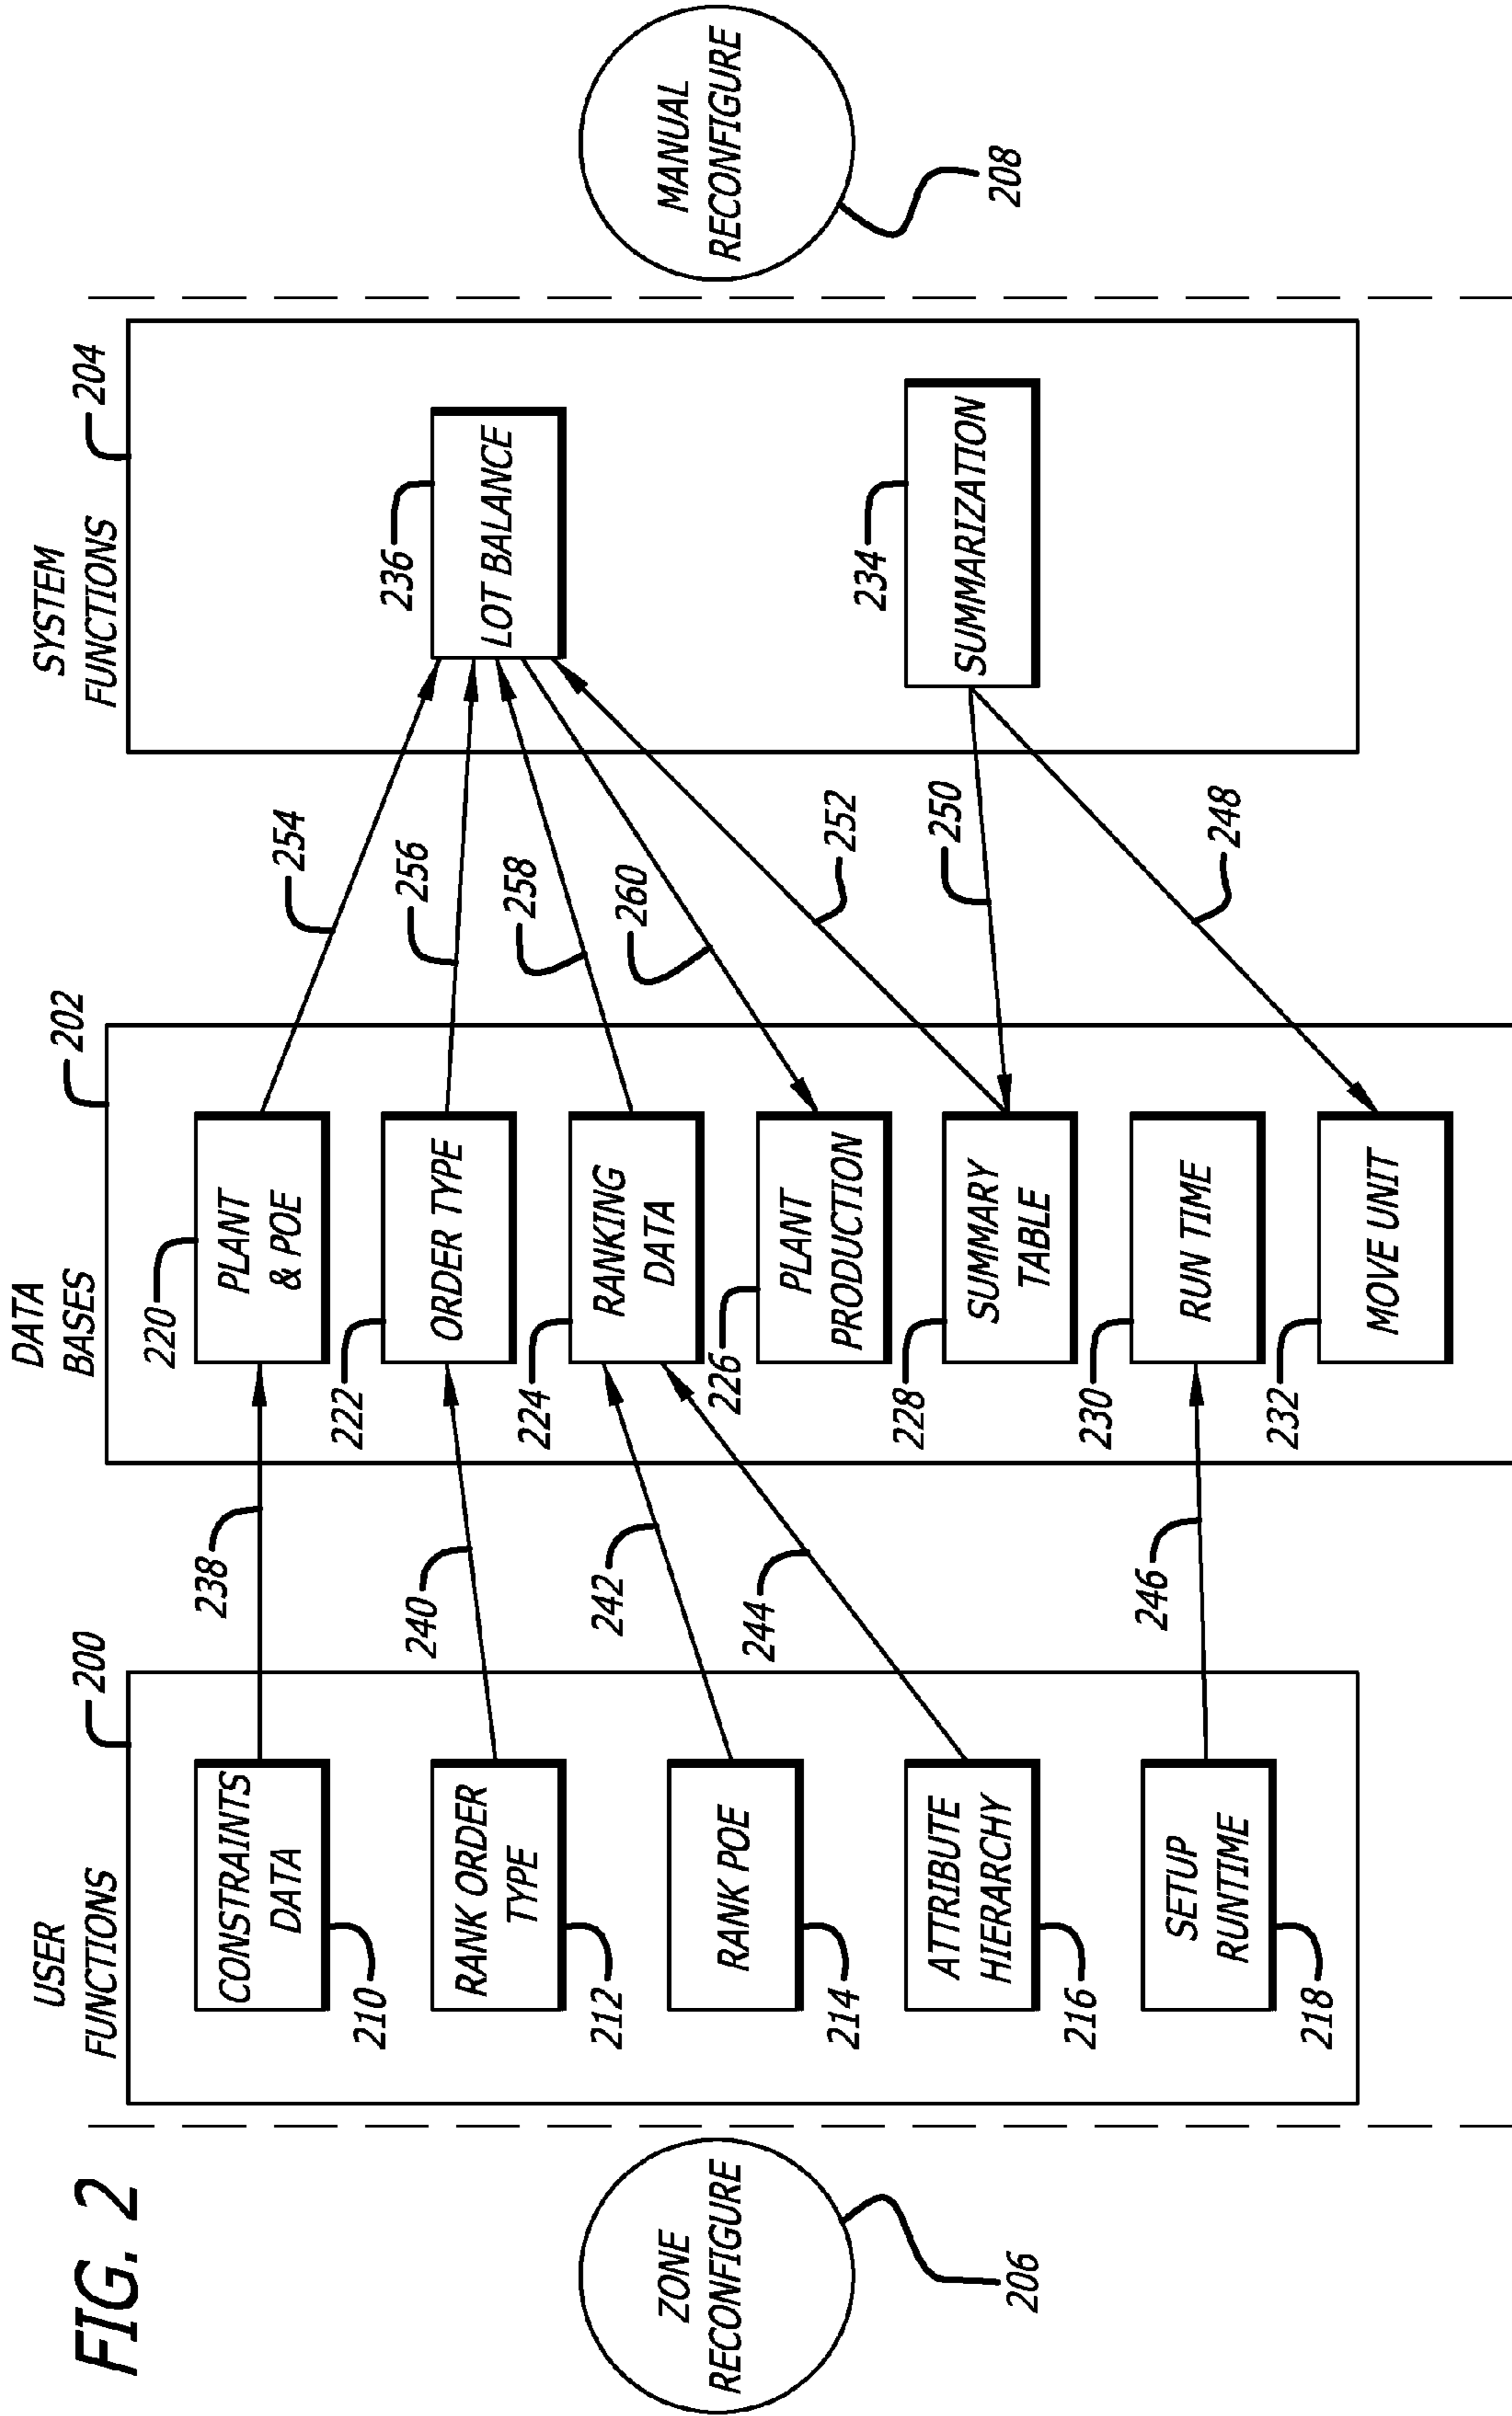 FIG. 2
USER
FUNCTIONS
200
DATA
BASES
202
SYSTEM
FUNCTIONS
204
ZONE
RECONFIGURE
206
CONSTRAINTS
DATA
210
RANK ORDER
TYPE
212
RANK POE
214
ATTRIBUTE
HIERARCHY
216
SETUP
RUNTIME
218
238
240
242
244
246
220
PLANT
& POE
222
ORDER TYPE
224
RANKING
DATA
226
PLANT
PRODUCTION
228
SUMMARY
TABLE
230
RUN TIME
232
MOVE UNIT
254
256
258
260
252
250
248
236
LOT BALANCE
234
SUMMARIZATION
MANUAL
RECONFIGURE
208